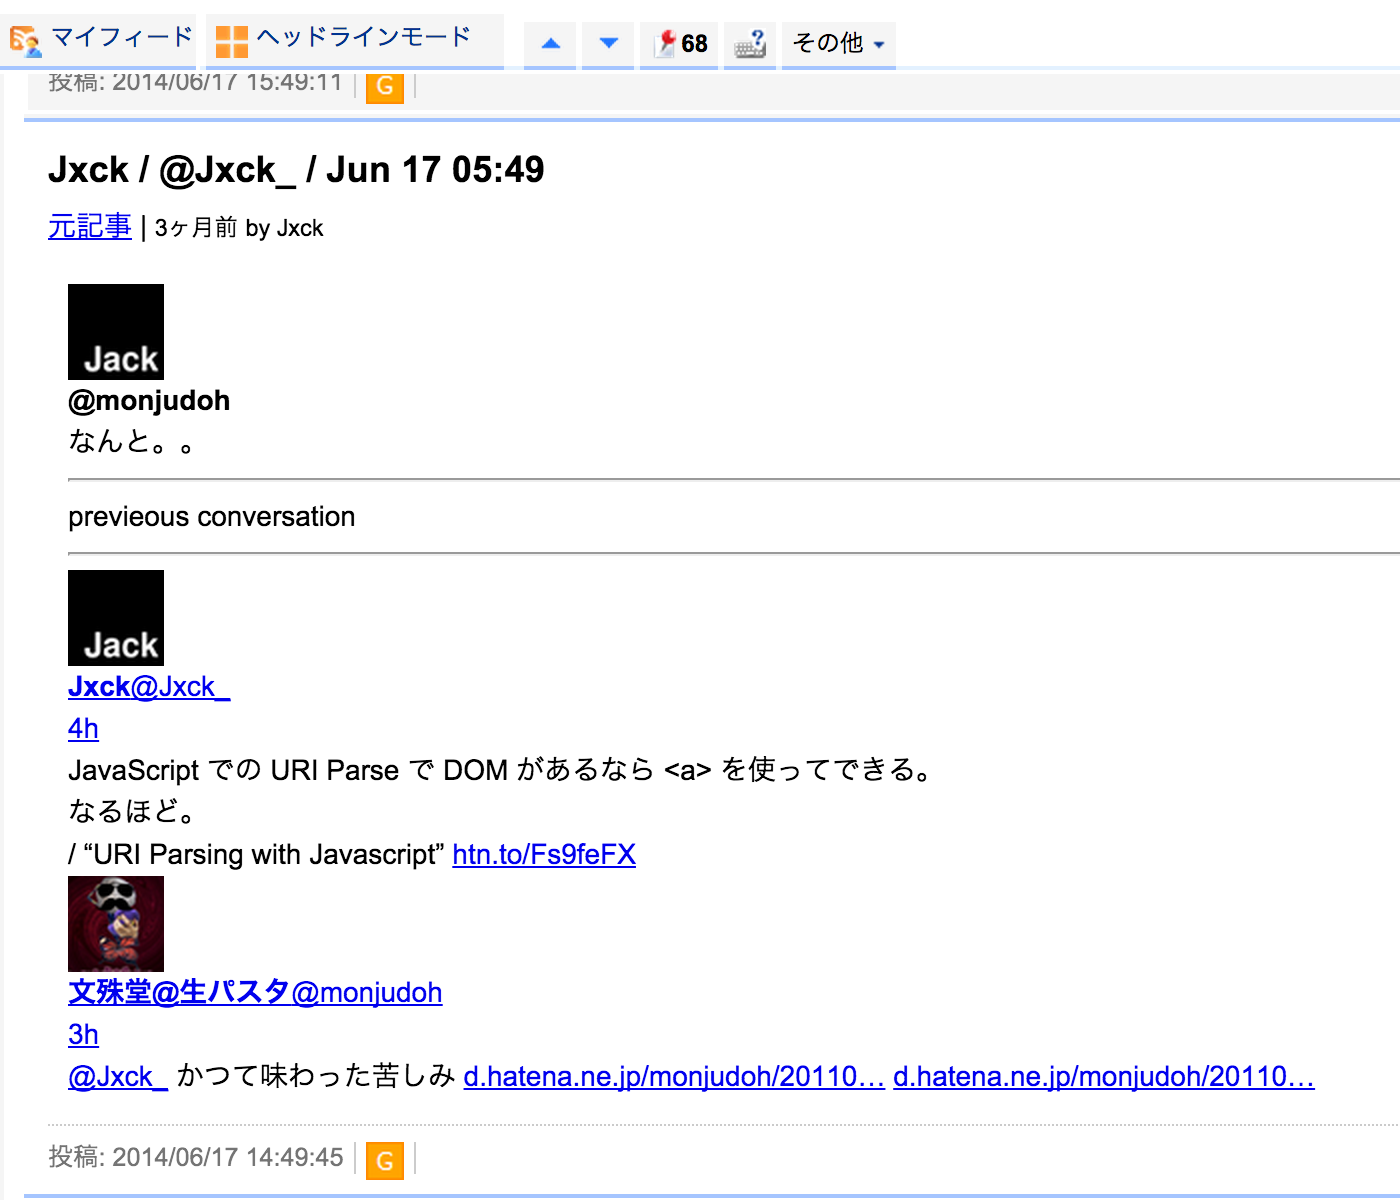 マイフィード ヘッドラインモード 68 その他
投稿: 2014/06/17 15:49:11 G
Jxck / @Jxck_ / Jun 17 05:49
元記事 | 3ヶ月前 by Jxck
Jack
@monjudoh
なんと。。
previeous conversation
Jack
Jxck@Jxck_
4h
JavaScript での URI Parse で DOM があるなら <a> を使ってできる。
なるほど。
/ “URI Parsing with Javascript” htn.to/Fs9feFX
文殊堂@生パスタ@monjudoh
3h
@Jxck_ かつて味わった苦しみ d.hatena.ne.jp/monjudoh/20110… d.hatena.ne.jp/monjudoh/20110…
投稿: 2014/06/17 14:49:45 G